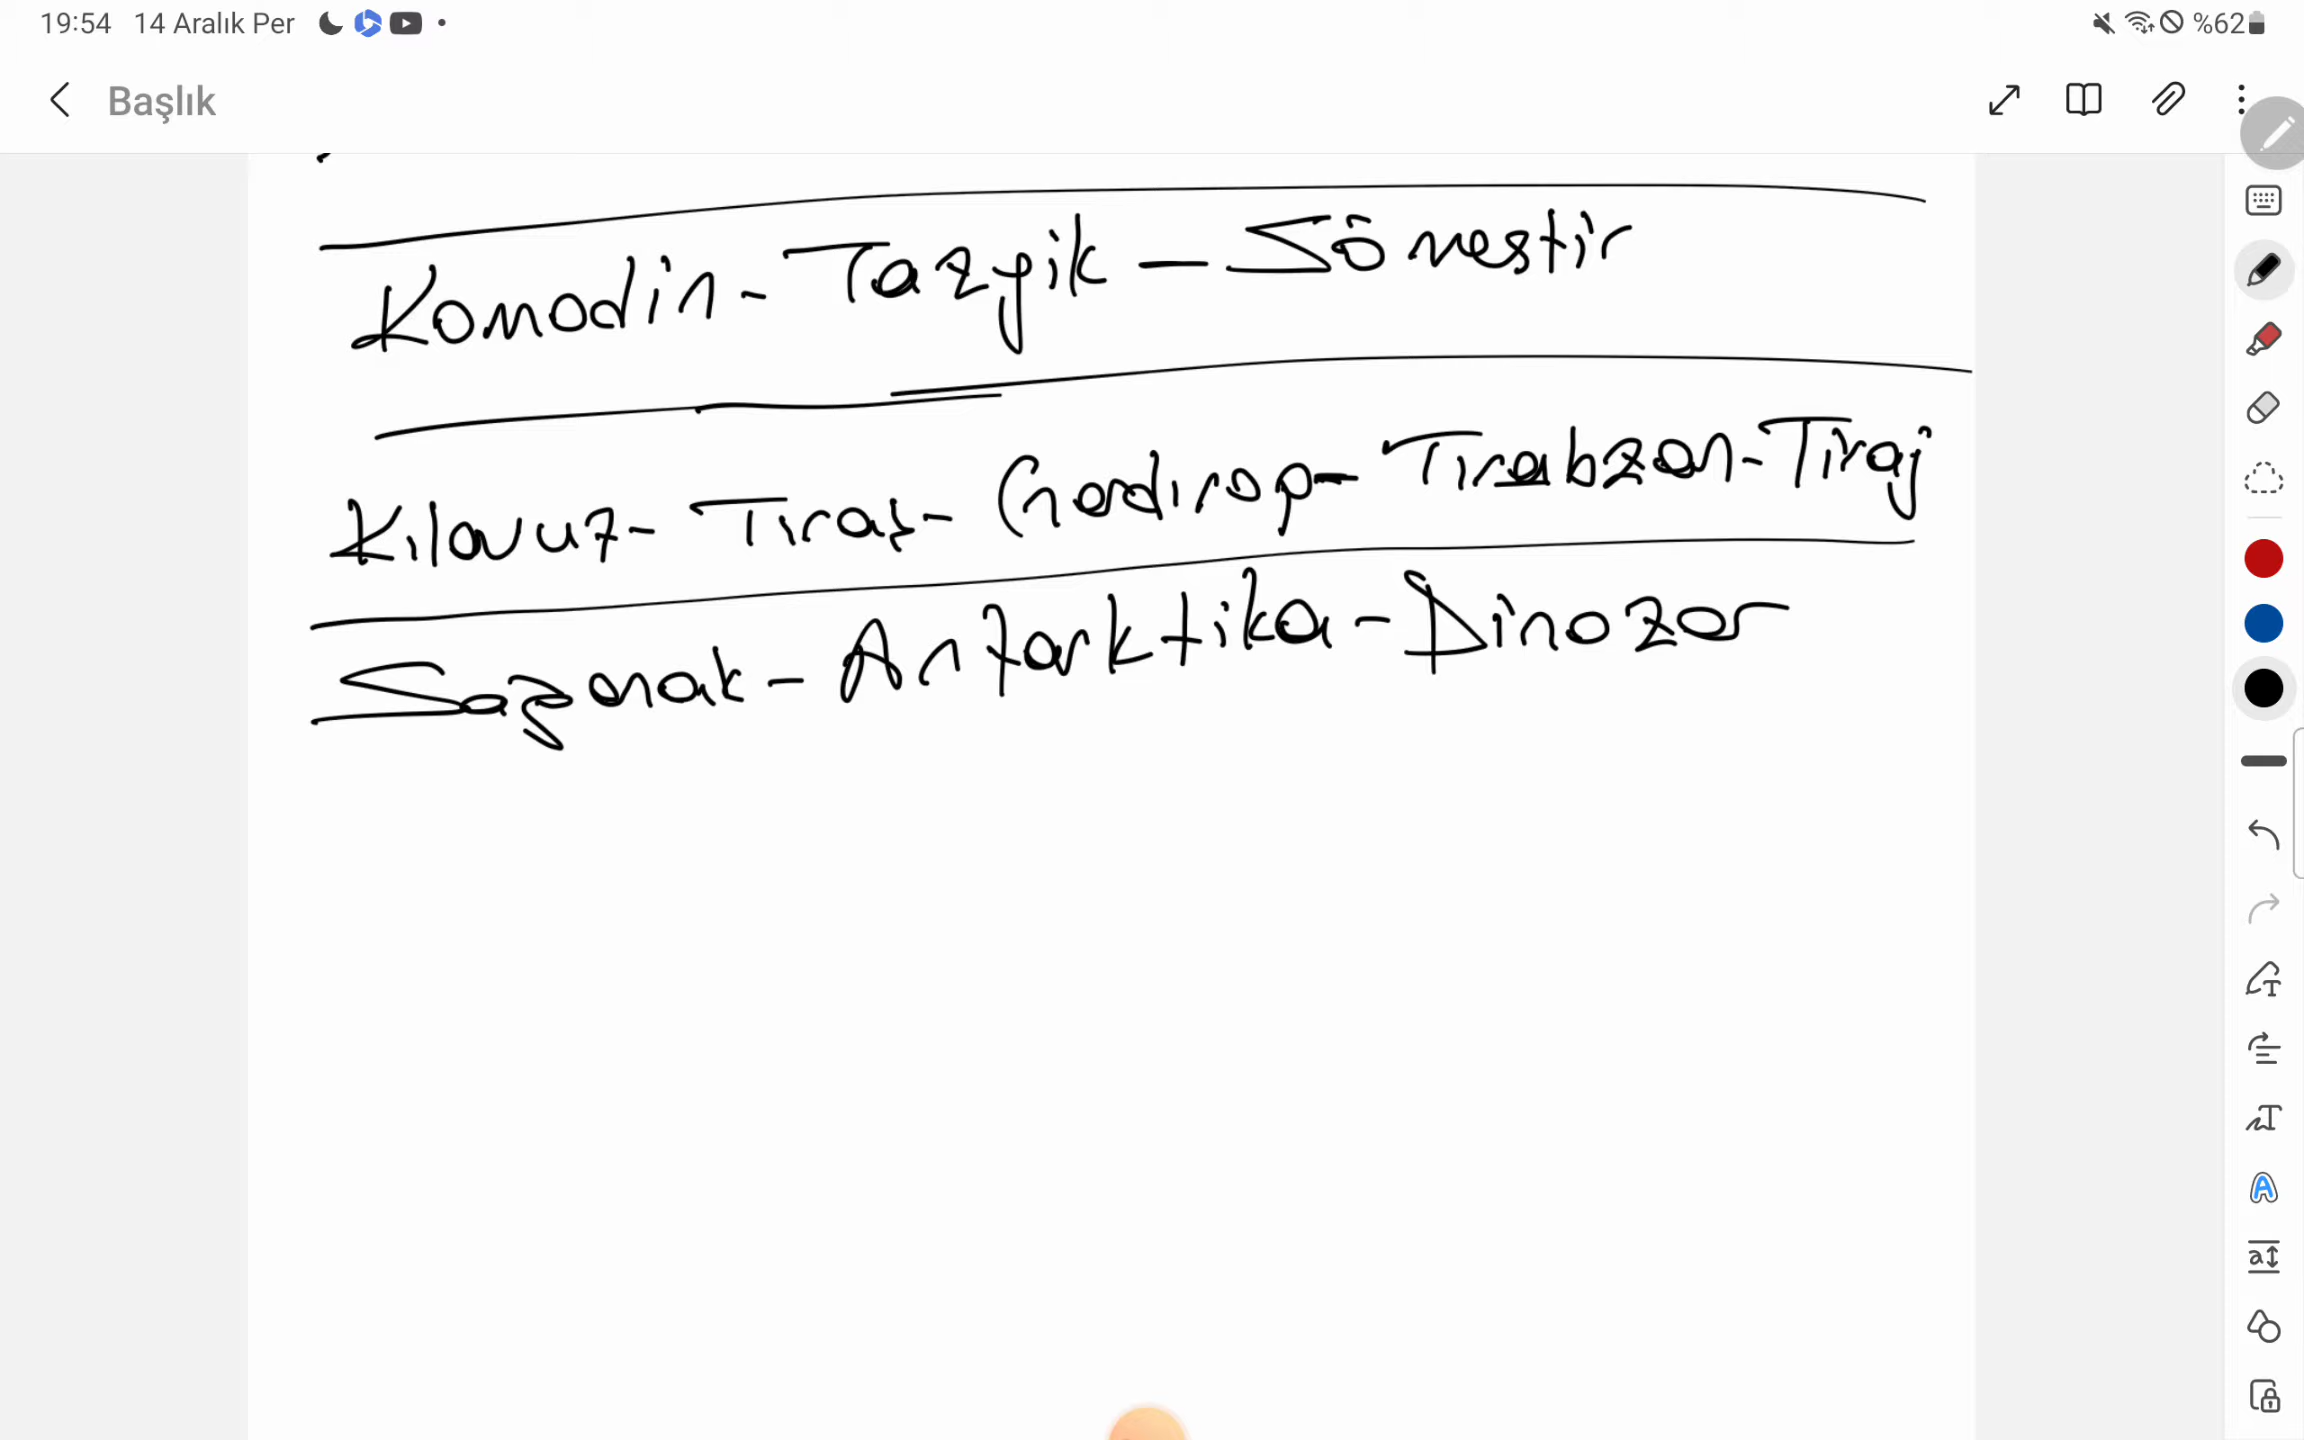 19:54 14 Aralık Per %62
Başlık
Komodin - Tazyik - Sömestir
Kılavuz - Tıraş - Gardırop - Tırabzan - Tiraj
Sağanak - Antarktika - Dinozor